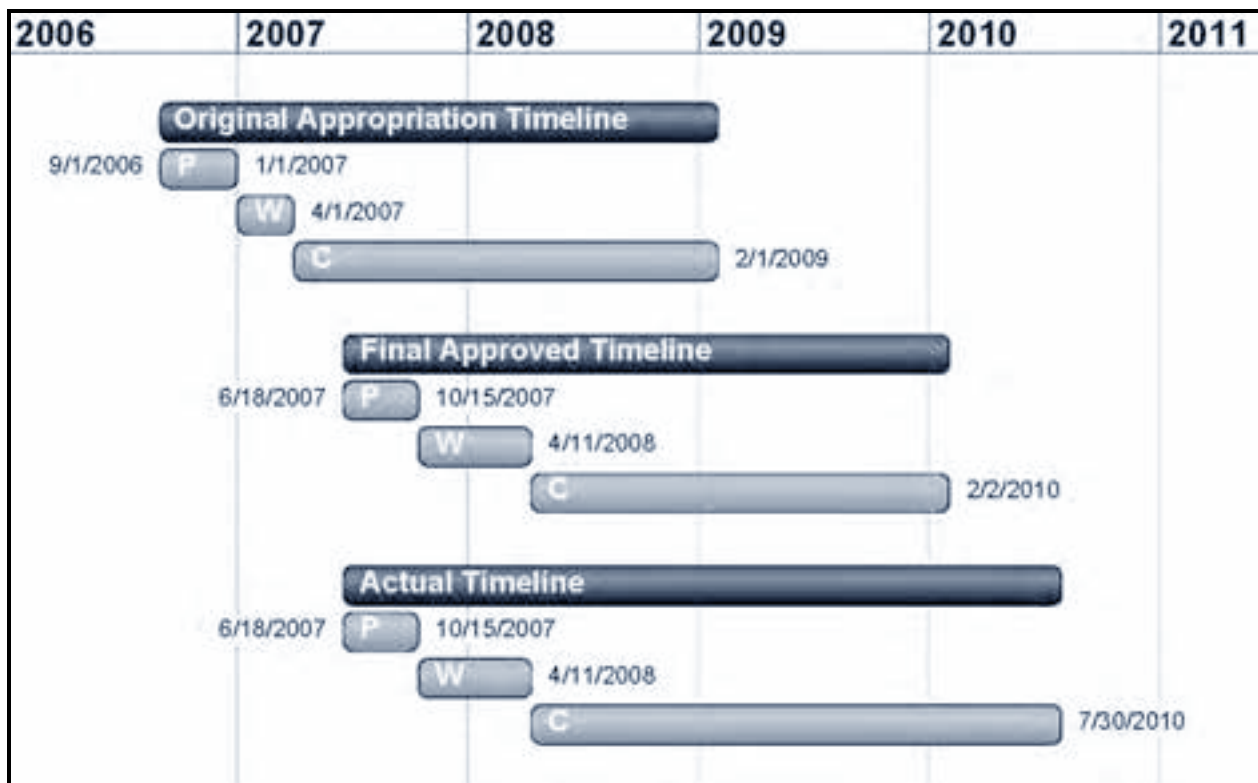 2006 2007 2008 2009 2010 2011
Original Appropriation Timeline
9/1/2006 P 1/1/2007
W 4/1/2007
C 2/1/2009
Final Approved Timeline
6/18/2007 P 10/15/2007
W 4/11/2008
C 2/2/2010
Actual Timeline
6/18/2007 P 10/15/2007
W 4/11/2008
C 7/30/2010